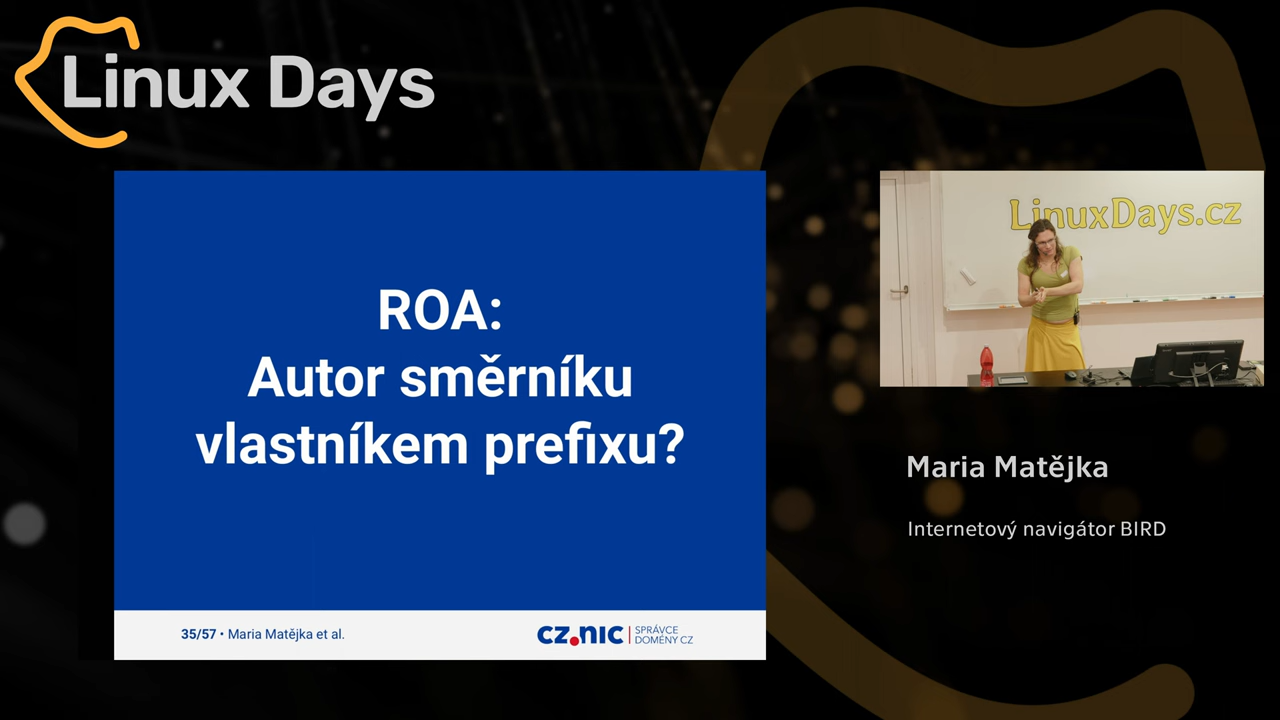 Linux Days
ROA:
Autor směrníku
vlastníkem prefixu?
35/57 • Maria Matějka et al.
CZ.NIC | SPRÁVCE
DOMÉNY CZ
LinuxDays.cz
Maria Matějka
Internetový navigátor BIRD